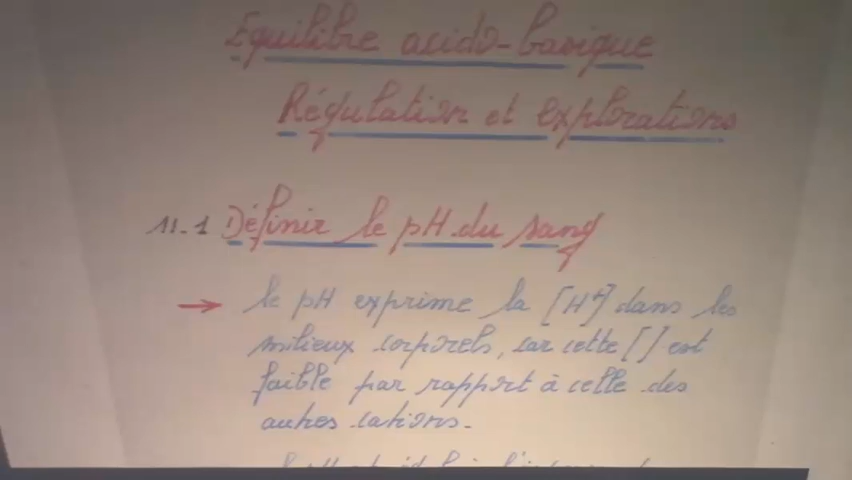 Equilibre acido-basique
Régulation et explorations
11-1 Définir le pH du sang
→ le pH exprime la [H⁺] dans les
milieux corporels, car cette [] est
faible par rapport à celle des
autres cations.